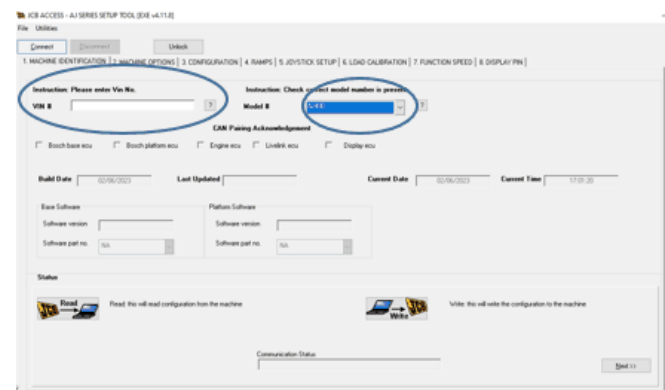 JCB ACCESS - AJ SERIES SETUP TOOL [EXE v4.11.8]
File Utilities
Connect Disconnect Unlock
1. MACHINE IDENTIFICATION 2. MACHINE OPTIONS 3. CONFIGURATION 4. RAMPS 5. JOYSTICK SETUP 6. LOAD CALIBRATION 7. FUNCTION SPEED 8. DISPLAY PIN
Instruction: Please enter Vin No. Instruction: Check correct model number is present
VIN # ? Model # ?
CAN Pairing Acknowledgement
Bosch base ecu Bosch platform ecu Engine ecu Livelink ecu Display ecu
Build Date 02/06/2023 Last Updated Current Date 02/06/2023 Current Time 17:01:20
Base Software Platform Software
Software version Software version
Software part no. NA Software part no. NA
Status
Read Read: this will read configuration from the machine Write Write: this will write the configuration to the machine
Communication Status
Next >>